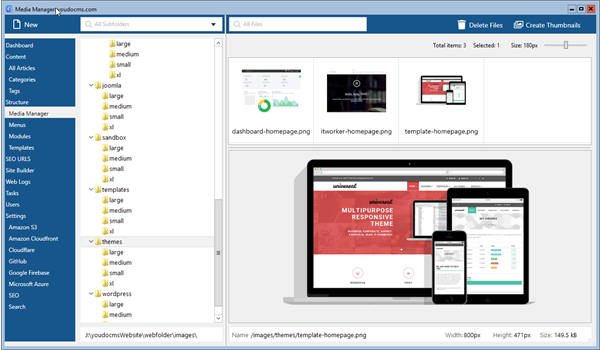 Media Manager: youdocms.com
New
All Subfolders
All Files
Delete Files
Create Thumbnails
Dashboard
Content
All Articles
Categories
Tags
Structure
Media Manager
Menus
Modules
Templates
SEO URLS
Site Builder
Web Logs
Tasks
Users
Settings
Amazon S3
Amazon Cloudfront
Cloudflare
GitHub
Google Firebase
Microsoft Azure
SEO
Search
large
medium
small
xl
joomla
large
medium
small
xl
sandbox
large
medium
small
xl
templates
large
medium
small
xl
themes
large
medium
small
xl
wordpress
large
medium
small
J:\youdocmsWebsite\webfolder\images\
Total items: 3 Selected: 1 Size: 180px
dashboard-homepage.png
itworker-homepage.png
template-homepage.png
universal
universal
MULTIPURPOSE
RESPONSIVE
THEME
Name /images/themes/template-homepage.png Width: 800px Height: 471px Size: 149.5 kB